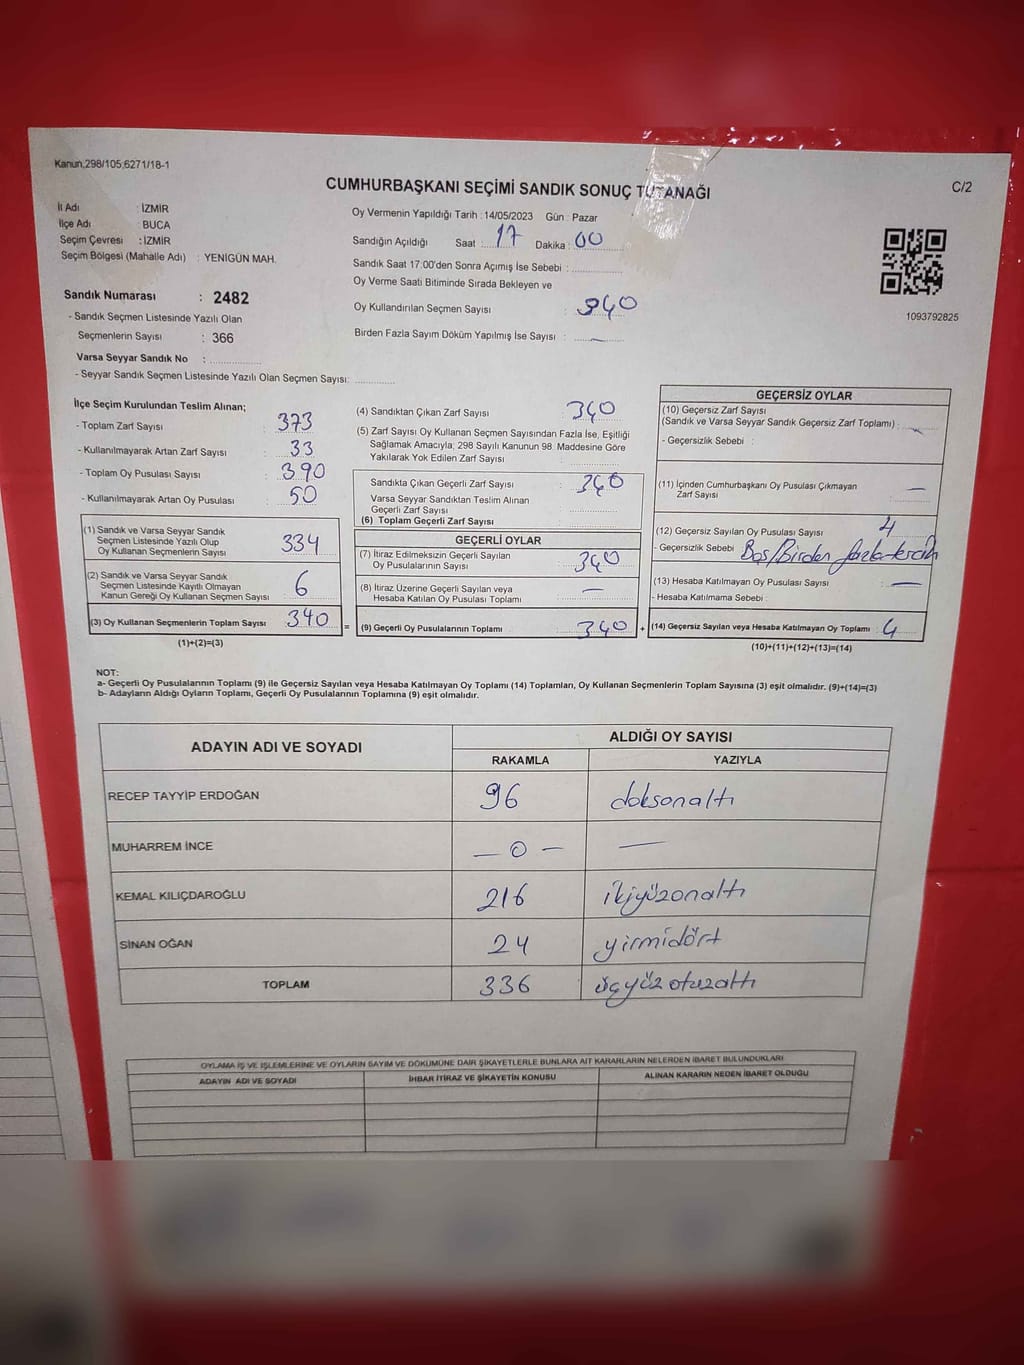 Kanun,298/105,6271/18-1
C/2
CUMHURBAŞKANI SEÇİMİ SANDIK SONUÇ TUTANAĞI
İl Adı : İZMİR
İlçe Adı : BUCA
Seçim Çevresi : İZMİR
Seçim Bölgesi (Mahalle Adı) : YENİGÜN MAH.
Sandık Numarası : 2482
- Sandık Seçmen Listesinde Yazılı Olan
Seçmenlerin Sayısı : 366
Varsa Seyyar Sandık No :
- Seyyar Sandık Seçmen Listesinde Yazılı Olan Seçmen Sayısı:
Oy Vermenin Yapıldığı Tarih : 14/05/2023 Gün : Pazar
Sandığın Açıldığı Saat : 17 Dakika : 00
Sandık Saat 17.00'den Sonra Açımış İse Sebebi :
Oy Verme Saati Bitiminde Sırada Bekleyen ve
Oy Kullandırılan Seçmen Sayısı : 340
Birden Fazla Sayım Döküm Yapılmış İse Sayısı : —
1093792825
İlçe Seçim Kurulundan Teslim Alınan;
- Toplam Zarf Sayısı : 373
- Kullanılmayarak Artan Zarf Sayısı : 33
- Toplam Oy Pusulası Sayısı : 390
- Kullanılmayarak Artan Oy Pusulası : 50
(1) Sandık ve Varsa Seyyar Sandık
Seçmen Listesinde Yazılı Olup
Oy Kullanan Seçmenlerin Sayısı : 334
(2) Sandık ve Varsa Seyyar Sandık
Seçmen Listesinde Kayıtlı Olmayan
Kanun Gereği Oy Kullanan Seçmen Sayısı : 6
(3) Oy Kullanan Seçmenlerin Toplam Sayısı : 340 =
(1)+(2)=(3)
(4) Sandıktan Çıkan Zarf Sayısı : 340
(5) Zarf Sayısı Oy Kullanan Seçmen Sayısından Fazla İse, Eşitliği
Sağlamak Amacıyla; 298 Sayılı Kanunun 98. Maddesine Göre
Yakılarak Yok Edilen Zarf Sayısı :
Sandıkta Çıkan Geçerli Zarf Sayısı : 340
Varsa Seyyar Sandıktan Teslim Alınan
Geçerli Zarf Sayısı :
(6) Toplam Geçerli Zarf Sayısı
GEÇERLİ OYLAR
(7) İtiraz Edilmeksizin Geçerli Sayılan
Oy Pusulalarının Sayısı : 340
(8) İtiraz Üzerine Geçerli Sayılan veya
Hesaba Katılan Oy Pusulası Toplamı : —
(9) Geçerli Oy Pusulalarının Toplamı : 340 +
GEÇERSİZ OYLAR
(10) Geçersiz Zarf Sayısı
(Sandık ve Varsa Seyyar Sandık Geçersiz Zarf Toplamı) : —
- Geçersizlik Sebebi :
(11) İçinden Cumhurbaşkanı Oy Pusulası Çıkmayan
Zarf Sayısı : —
(12) Geçersiz Sayılan Oy Pusulası Sayısı : 4
- Geçersizlik Sebebi : Boş/Birden fazla tercih
(13) Hesaba Katılmayan Oy Pusulası Sayısı : —
- Hesaba Katılmama Sebebi :
(14) Geçersiz Sayılan veya Hesaba Katılmayan Oy Toplamı : 4
(10)+(11)+(12)+(13)=(14)
NOT:
a- Geçerli Oy Pusulalarının Toplamı (9) ile Geçersiz Sayılan veya Hesaba Katılmayan Oy Toplamı (14) Toplamları, Oy Kullanan Seçmenlerin Toplam Sayısına (3) eşit olmalıdır. (9)+(14)=(3)
b- Adayların Aldığı Oyların Toplamı, Geçerli Oy Pusulalarının Toplamına (9) eşit olmalıdır.
ADAYIN ADI VE SOYADI ALDIĞI OY SAYISI
RAKAMLA YAZIYLA
RECEP TAYYİP ERDOĞAN 96 doksanaltı
MUHARREM İNCE — 0 — —
KEMAL KILIÇDAROĞLU 216 ikiyüzonaltı
SİNAN OĞAN 24 yirmidört
TOPLAM 336 üçyüz otuzaltı
OYLAMA İŞ VE İŞLEMLERİNE VE OYLARIN SAYIM VE DÖKÜMÜNE DAİR ŞİKAYETLERLE BUNLARA AİT KARARLARIN NELERDEN İBARET BULUNDUKLARI
ADAYIN ADI VE SOYADI İHBAR İTİRAZ VE ŞİKAYETİN KONUSU ALINAN KARARIN NEDEN İBARET OLDUĞU